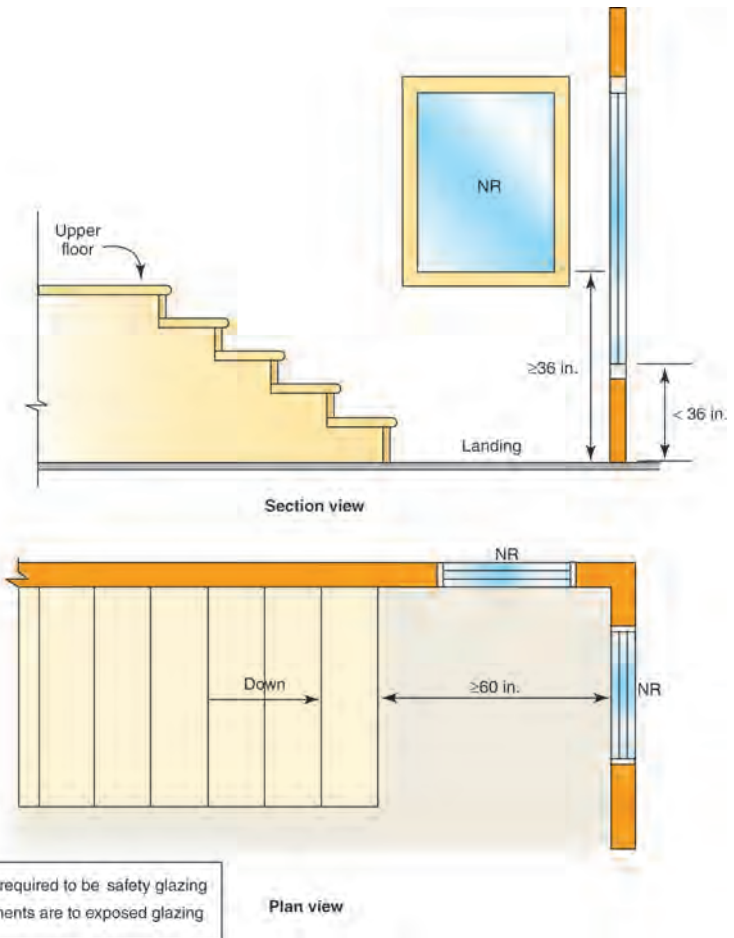 NR
Upper
floor
≥36 in.
< 36 in.
Landing
Section view
NR
Down
≥60 in.
NR
required to be safety glazing
are to exposed glazing
Plan view